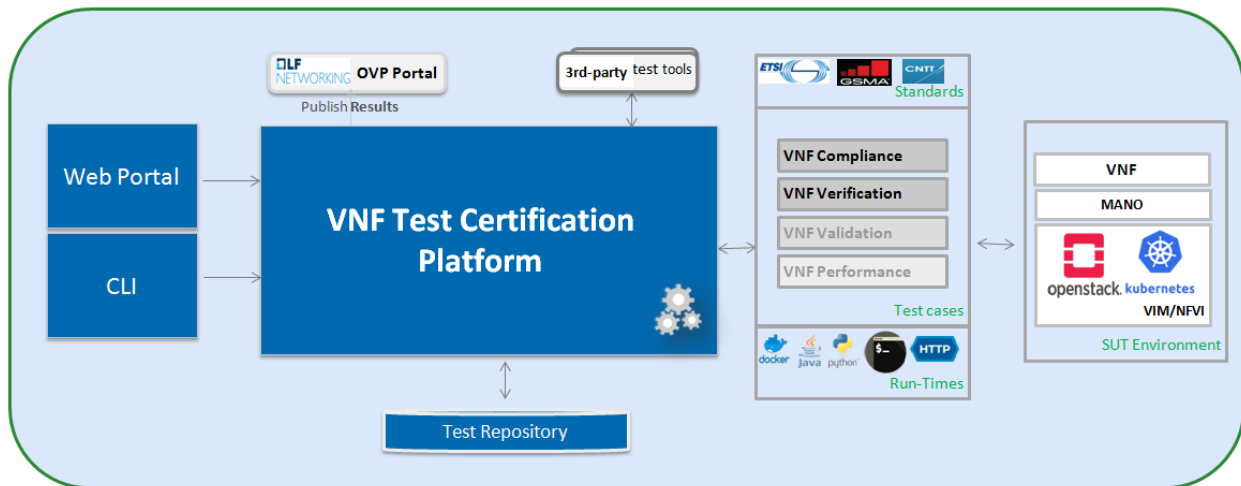 LF
NETWORKING
OVP Portal
Publish Results
3rd-party test tools
Web Portal
CLI
VNF Test Certification
Platform
Test Repository
ETSI
GSMA
CNTT
Standards
VNF Compliance
VNF Verification
VNF Validation
VNF Performance
Test cases
docker
Java
python
$_
HTTP
Run-Times
VNF
MANO
openstack.
kubernetes
VIM/NFVI
SUT Environment